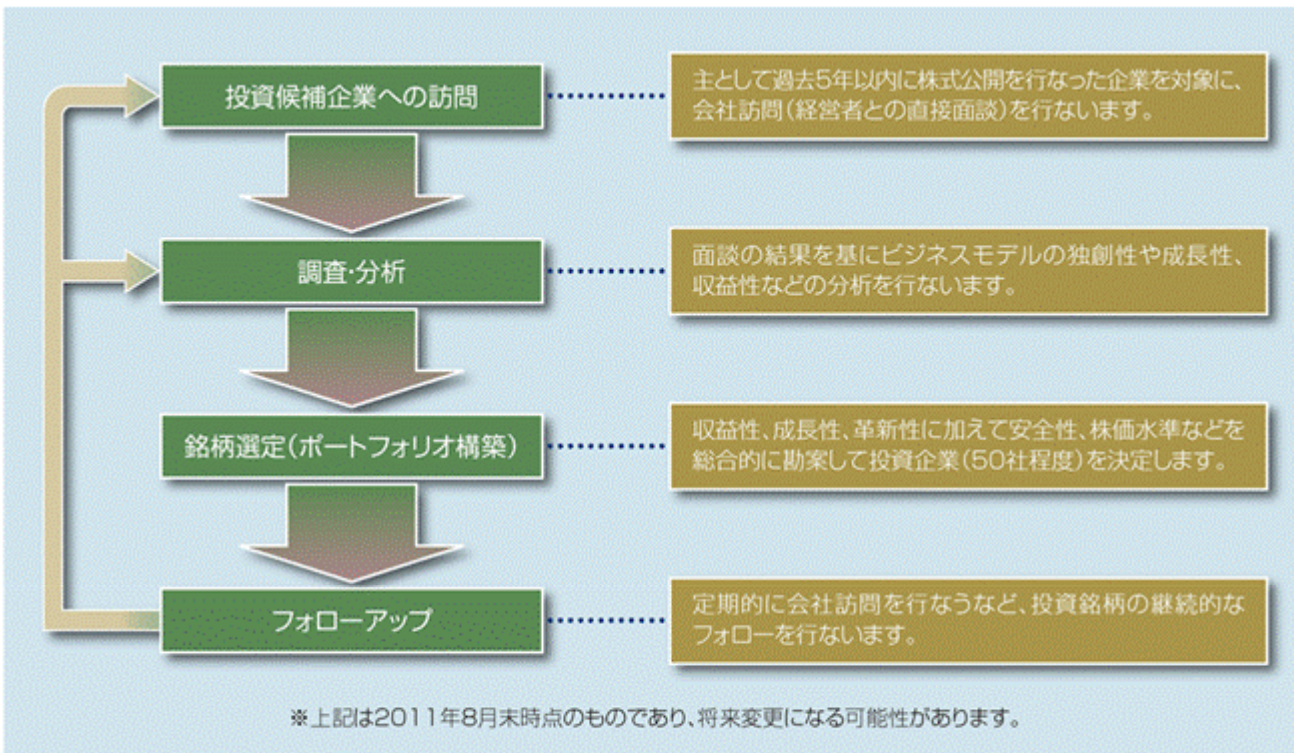 投資候補企業への訪問
主として過去5年以内に株式公開を行なった企業を対象に、
会社訪問(経営者との直接面談)を行ないます。
調査・分析
面談の結果を基にビジネスモデルの独創性や成長性、
収益性などの分析を行ないます。
銘柄選定(ポートフォリオ構築)
収益性、成長性、革新性に加えて安全性、株価水準などを
総合的に勘案して投資企業(50社程度)を決定します。
フォローアップ
定期的に会社訪問を行なうなど、投資銘柄の継続的な
フォローを行ないます。
※上記は2011年8月末時点のものであり、将来変更になる可能性があります。